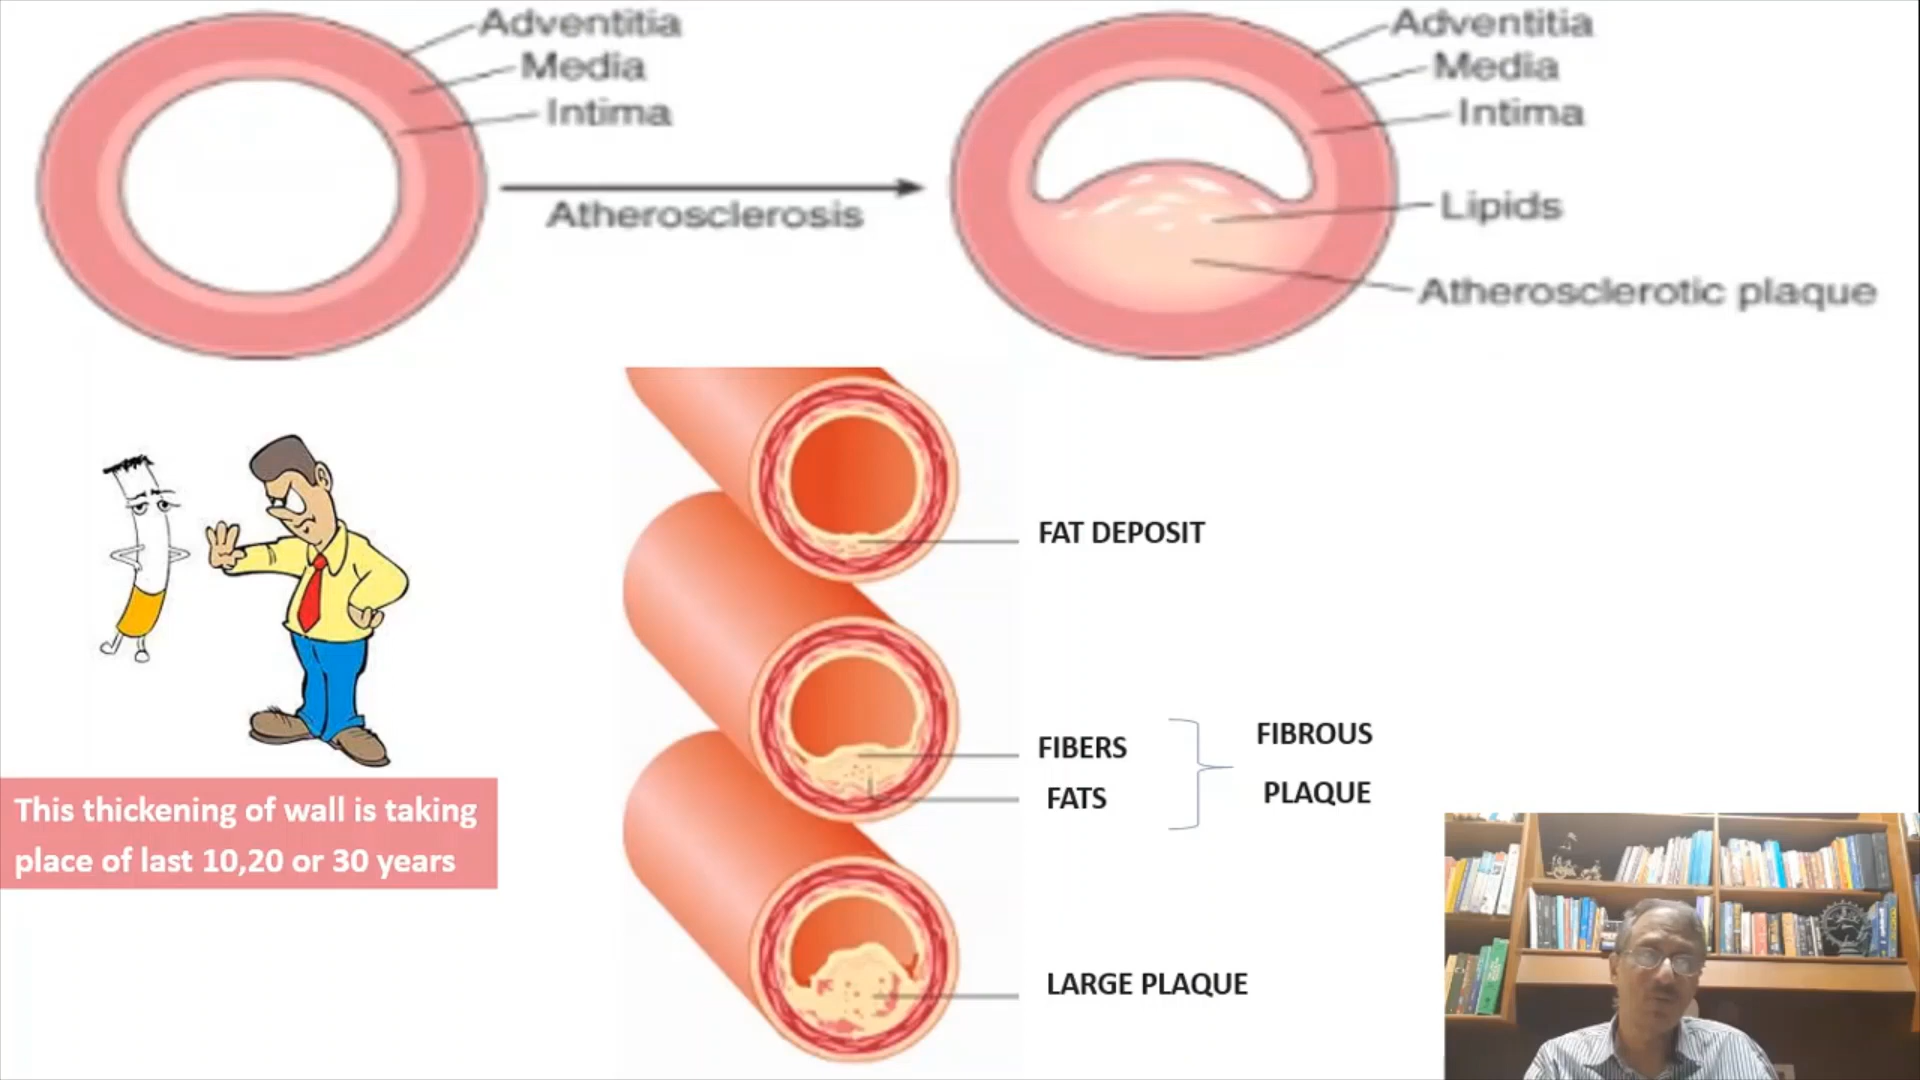 Adventitia
Media
Intima
Atherosclerosis
Adventitia
Media
Intima
Lipids
Atherosclerotic plaque
FAT DEPOSIT
FIBERS
FATS
FIBROUS
PLAQUE
LARGE PLAQUE
This thickening of wall is taking
place of last 10,20 or 30 years